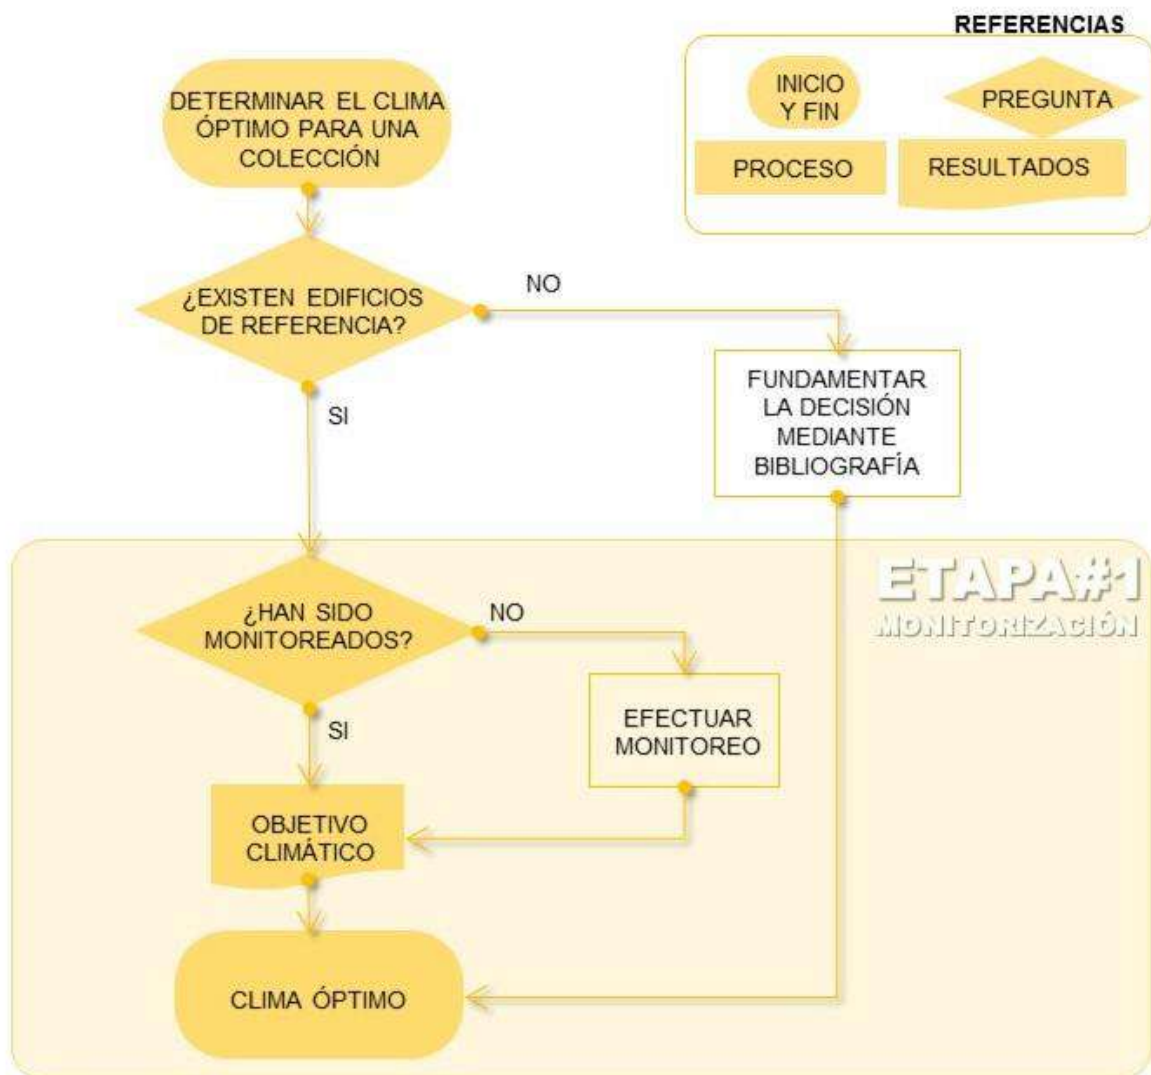 REFERENCIAS
INICIO
Y FIN
PREGUNTA
PROCESO
RESULTADOS
DETERMINAR EL CLIMA
ÓPTIMO PARA UNA
COLECCIÓN
¿EXISTEN EDIFICIOS
DE REFERENCIA?
NO
SI
FUNDAMENTAR
LA DECISIÓN
MEDIANTE
BIBLIOGRAFÍA
ETAPA#1
MONITORIZACIÓN
¿HAN SIDO
MONITOREADOS?
NO
SI
EFECTUAR
MONITOREO
OBJETIVO
CLIMÁTICO
CLIMA ÓPTIMO